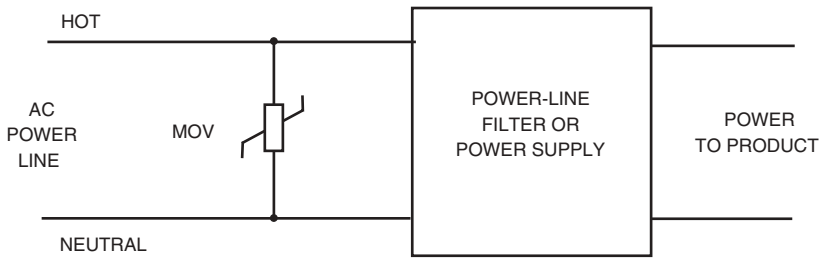 HOT
AC
POWER
LINE
MOV
POWER-LINE
FILTER OR
POWER SUPPLY
POWER
TO PRODUCT
NEUTRAL